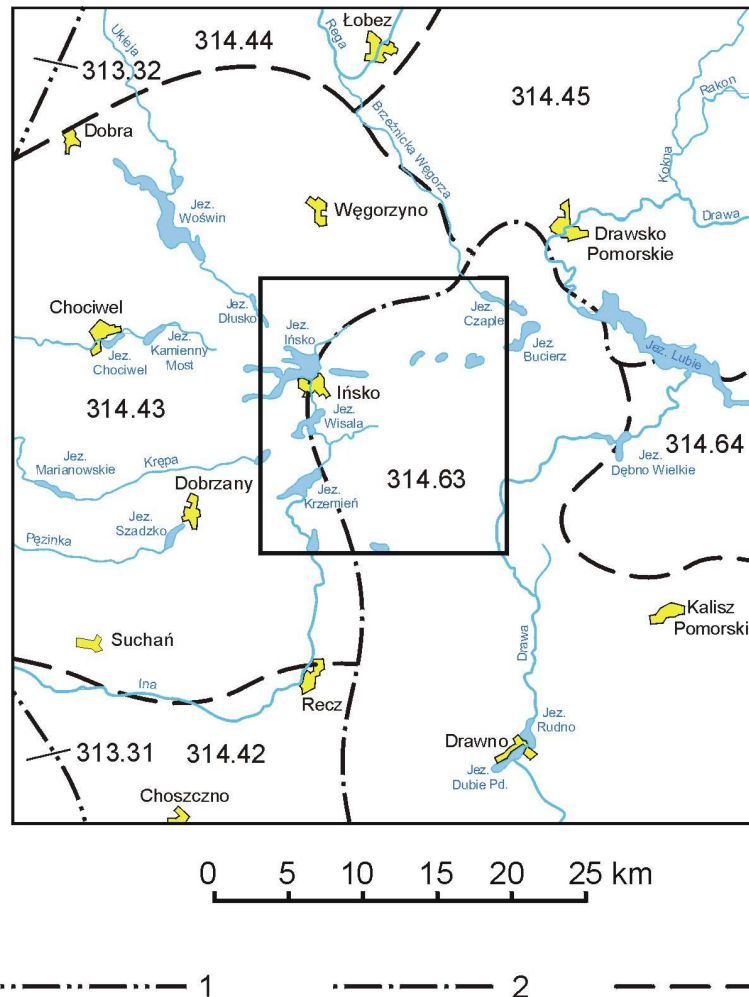 Ukleja
314.44
Łobez
Rega
313.32
314.45
Rakon
Dobra
Brzeźnicka Węgorza
Kokna
Jez.
Woświn
Węgorzyno
Drawa
Drawsko
Pomorskie
Chociwel
Jez.
Dłusko
Jez.
Czaple
Jez.
Ińsko
Jez.
Kamienny
Most
Jez.
Chociwel
Jez.
Bucierz
Jez. Lubie
Ińsko
314.43
Jez.
Wisala
314.64
Jez.
Marianowskie
Krępa
Jez.
Dębno Wielkie
Dobrzany
314.63
Jez.
Krzemień
Jez.
Szadzko
Pęzinka
Kalisz
Pomorski
Suchań
Drawa
Ina
Recz
Jez.
Rudno
Drawno
313.31
314.42
Jez.
Dubie Pd.
Choszczno
0 5 10 15 20 25 km
1 2